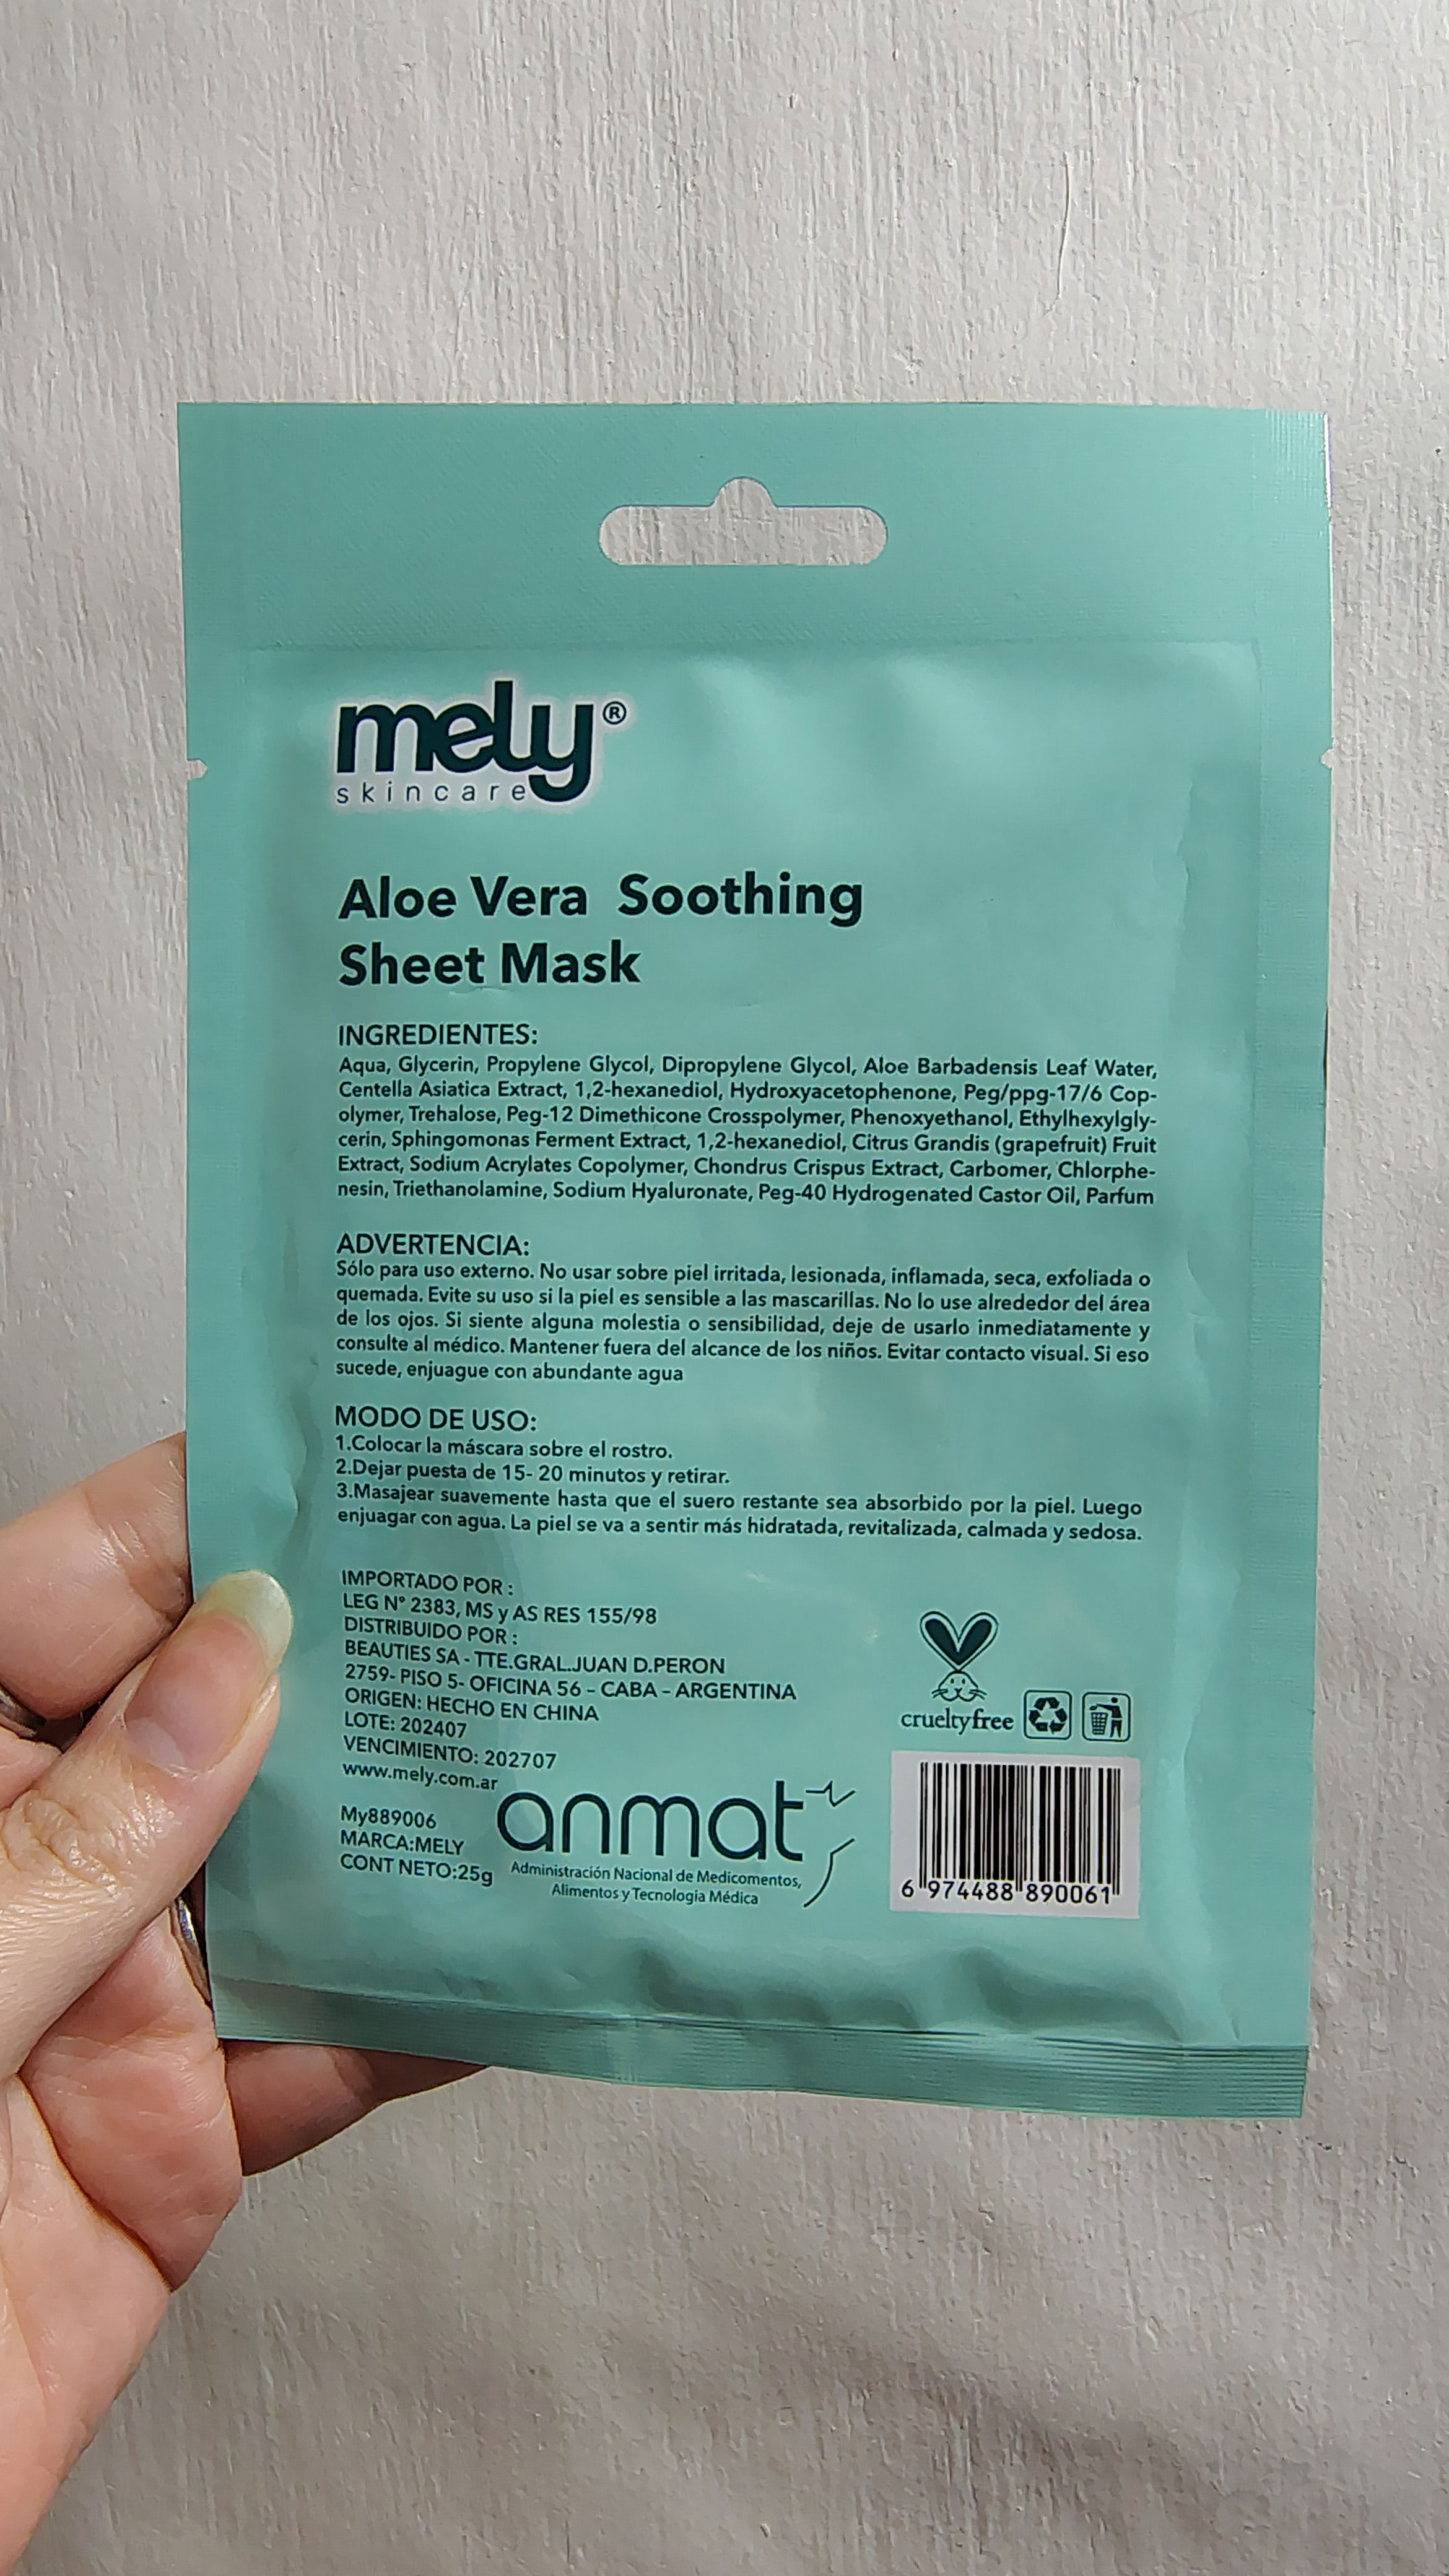 mely®
skincare
Aloe Vera Soothing
Sheet Mask
INGREDIENTES:
Aqua, Glycerin, Propylene Glycol, Dipropylene Glycol, Aloe Barbadensis Leaf Water,
Centella Asiatica Extract, 1,2-hexanediol, Hydroxyacetophenone, Peg/ppg-17/6 Cop-
olymer, Trehalose, Peg-12 Dimethicone Crosspolymer, Phenoxyethanol, Ethylhexylgly-
cerin, Sphingomonas Ferment Extract, 1,2-hexanediol, Citrus Grandis (grapefruit) Fruit
Extract, Sodium Acrylates Copolymer, Chondrus Crispus Extract, Carbomer, Chlorphe-
nesin, Triethanolamine, Sodium Hyaluronate, Peg-40 Hydrogenated Castor Oil, Parfum
ADVERTENCIA:
Sólo para uso externo. No usar sobre piel irritada, lesionada, inflamada, seca, exfoliada o
quemada. Evite su uso si la piel es sensible a las mascarillas. No lo use alrededor del área
de los ojos. Si siente alguna molestia o sensibilidad, deje de usarlo inmediatamente y
consulte al médico. Mantener fuera del alcance de los niños. Evitar contacto visual. Si eso
sucede, enjuague con abundante agua
MODO DE USO:
1.Colocar la máscara sobre el rostro.
2.Dejar puesta de 15- 20 minutos y retirar.
3.Masajear suavemente hasta que el suero restante sea absorbido por la piel. Luego
enjuagar con agua. La piel se va a sentir más hidratada, revitalizada, calmada y sedosa.
IMPORTADO POR :
LEG N° 2383, MS y AS RES 155/98
DISTRIBUIDO POR :
BEAUTIES SA - TTE.GRAL.JUAN D.PERON
2759- PISO 5- OFICINA 56 - CABA - ARGENTINA
ORIGEN: HECHO EN CHINA
LOTE: 202407
VENCIMIENTO: 202707
www.mely.com.ar
My889006
MARCA:MELY
CONT NETO:25g
anmat
Administración Nacional de Medicomentos,
Alimentos y Tecnología Médica
crueltyfree
6 974488 890061